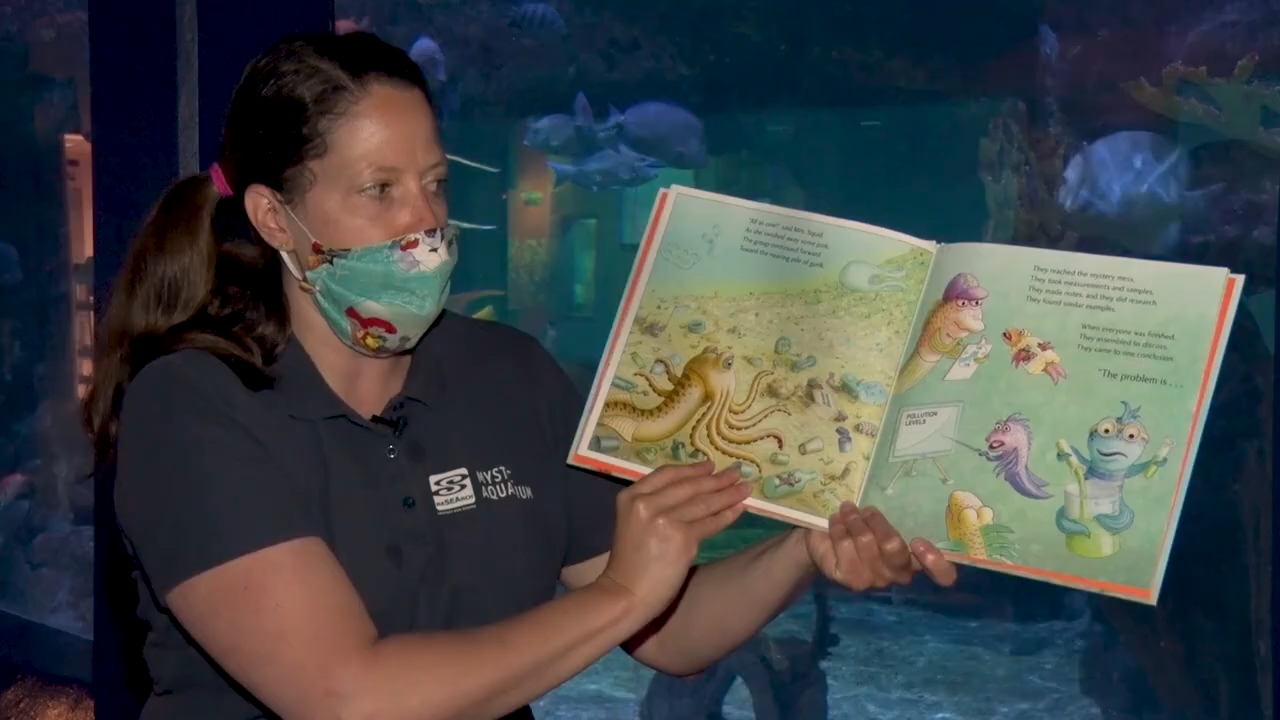 "All as one!" said Mrs. Squid
As she swished away some junk.
The group continued forward
Toward the nearing pile of gunk.
They reached the mystery mess.
They took measurements and samples.
They made notes, and they did research.
They found similar examples.
When everyone was finished,
They assembled to discuss.
They came to one conclusion:
"The problem is . . .
POLLUTION
LEVELS
reSEArch
MYSTIC
AQUARIUM